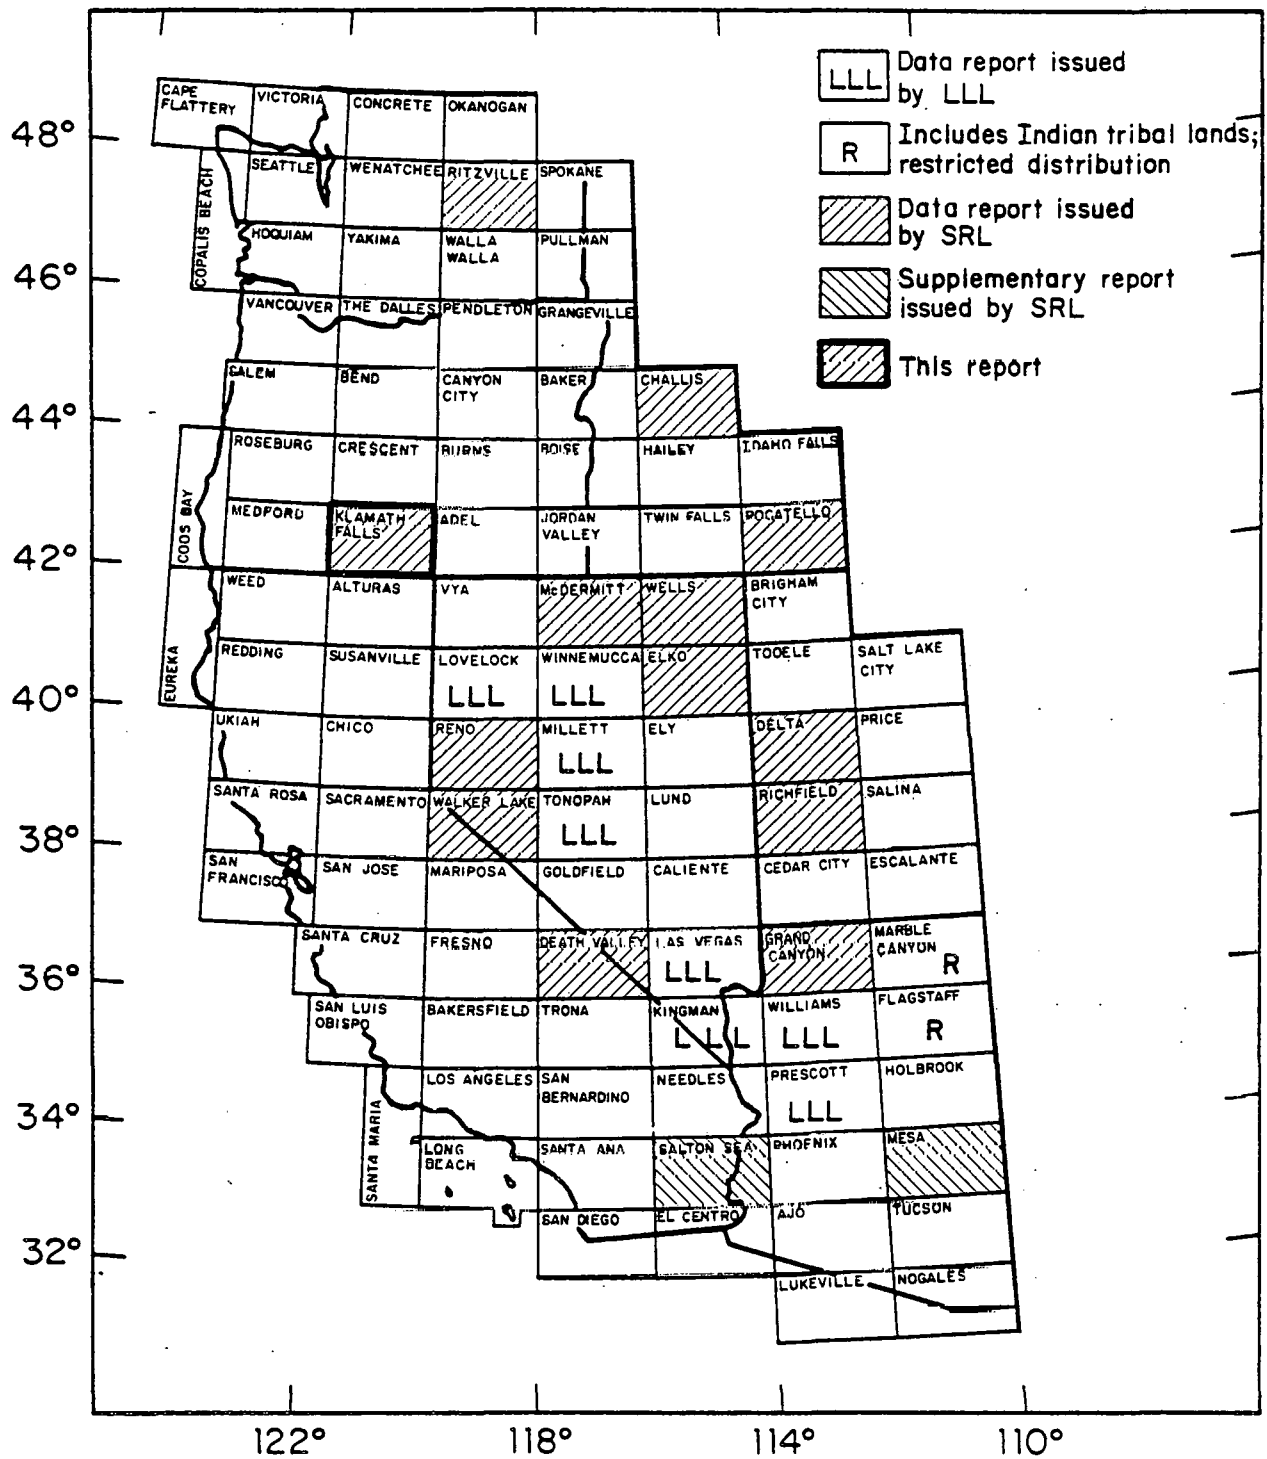 LLL Data report issued
by LLL
R Includes Indian tribal lands;
restricted distribution
Data report issued
by SRL
Supplementary report
issued by SRL
This report
48°
46°
44°
42°
40°
38°
36°
34°
32°
122°
118°
114°
110°
CAPE
FLATTERY
VICTORIA
CONCRETE
OKANOGAN
COPALIS BEACH
SEATTLE
WENATCHEE
RITZVILLE
SPOKANE
HOQUIAM
YAKIMA
WALLA
WALLA
PULLMAN
VANCOUVER
THE DALLES
PENDLETON
GRANGEVILLE
SALEM
BEND
CANYON
CITY
BAKER
CHALLIS
COOS BAY
ROSEBURG
CRESCENT
BURNS
BOISE
HAILEY
IDAHO FALLS
MEDFORD
KLAMATH
FALLS
ADEL
JORDAN
VALLEY
TWIN FALLS
POCATELLO
EUREKA
WEED
ALTURAS
VYA
McDERMITT
WELLS
BRIGHAM
CITY
REDDING
SUSANVILLE
LOVELOCK
LLL
WINNEMUCCA
LLL
ELKO
TOOELE
SALT LAKE
CITY
UKIAH
CHICO
RENO
MILLETT
LLL
ELY
DELTA
PRICE
SANTA ROSA
SACRAMENTO
WALKER LAKE
TONOPAH
LLL
LUND
RICHFIELD
SALINA
SAN
FRANCISCO
SAN JOSE
MARIPOSA
GOLDFIELD
CALIENTE
CEDAR CITY
ESCALANTE
SANTA CRUZ
FRESNO
DEATH VALLEY
LAS VEGAS
LLL
GRAND
CANYON
MARBLE
CANYON
R
SAN LUIS
OBISPO
BAKERSFIELD
TRONA
KINGMAN
LLL
WILLIAMS
LLL
FLAGSTAFF
R
SANTA MARIA
LOS ANGELES
SAN
BERNARDINO
NEEDLES
PRESCOTT
LLL
HOLBROOK
LONG
BEACH
SANTA ANA
SALTON SEA
PHOENIX
MESA
SAN DIEGO
EL CENTRO
AJO
TUCSON
LUKEVILLE
NOGALES